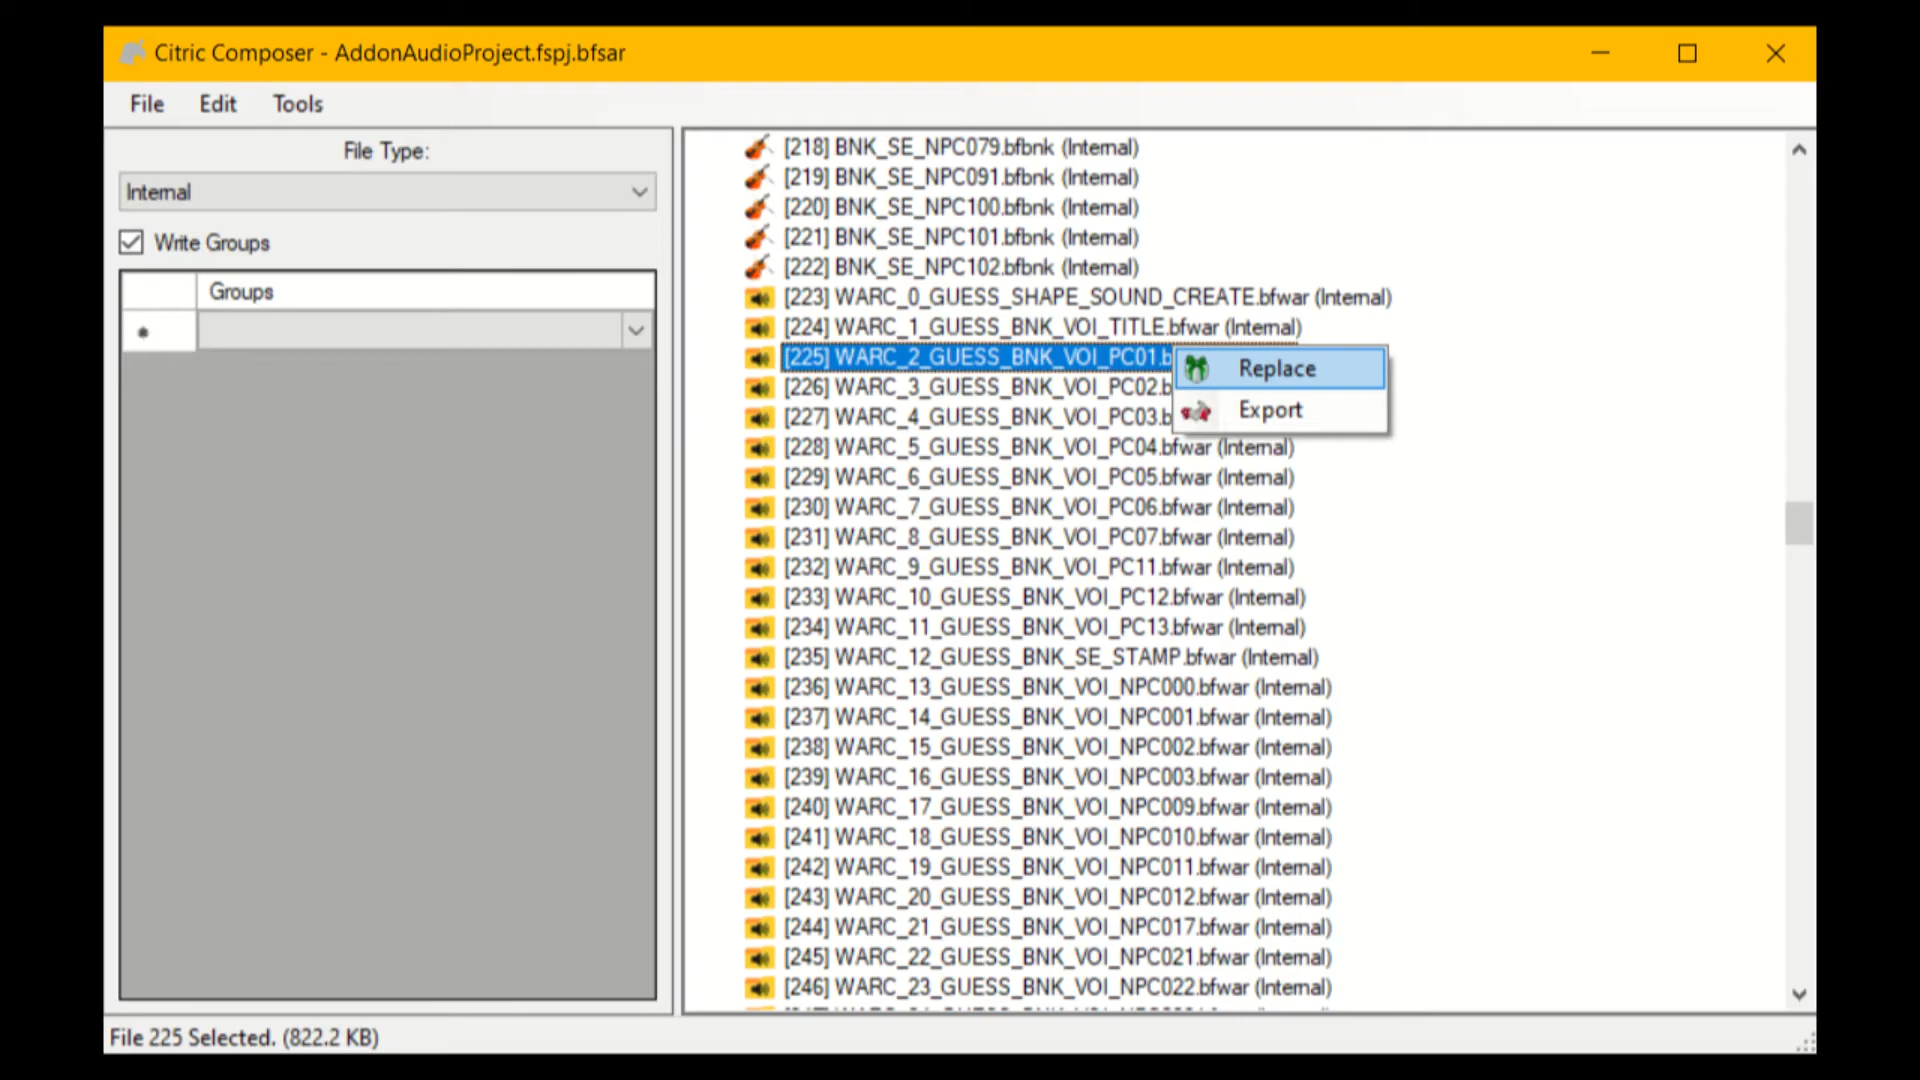 Citric Composer - AddonAudioProject.fspj.bfsar
File Edit Tools
File Type:
Internal
Write Groups
Groups
[218] BNK_SE_NPC079.bfbnk (Internal)
[219] BNK_SE_NPC091.bfbnk (Internal)
[220] BNK_SE_NPC100.bfbnk (Internal)
[221] BNK_SE_NPC101.bfbnk (Internal)
[222] BNK_SE_NPC102.bfbnk (Internal)
[223] WARC_0_GUESS_SHAPE_SOUND_CREATE.bfwar (Internal)
[224] WARC_1_GUESS_BNK_VOI_TITLE.bfwar (Internal)
[225] WARC_2_GUESS_BNK_VOI_PC01.b
[226] WARC_3_GUESS_BNK_VOI_PC02.b
[227] WARC_4_GUESS_BNK_VOI_PC03.b
Replace
Export
[228] WARC_5_GUESS_BNK_VOI_PC04.bfwar (Internal)
[229] WARC_6_GUESS_BNK_VOI_PC05.bfwar (Internal)
[230] WARC_7_GUESS_BNK_VOI_PC06.bfwar (Internal)
[231] WARC_8_GUESS_BNK_VOI_PC07.bfwar (Internal)
[232] WARC_9_GUESS_BNK_VOI_PC11.bfwar (Internal)
[233] WARC_10_GUESS_BNK_VOI_PC12.bfwar (Internal)
[234] WARC_11_GUESS_BNK_VOI_PC13.bfwar (Internal)
[235] WARC_12_GUESS_BNK_SE_STAMP.bfwar (Internal)
[236] WARC_13_GUESS_BNK_VOI_NPC000.bfwar (Internal)
[237] WARC_14_GUESS_BNK_VOI_NPC001.bfwar (Internal)
[238] WARC_15_GUESS_BNK_VOI_NPC002.bfwar (Internal)
[239] WARC_16_GUESS_BNK_VOI_NPC003.bfwar (Internal)
[240] WARC_17_GUESS_BNK_VOI_NPC009.bfwar (Internal)
[241] WARC_18_GUESS_BNK_VOI_NPC010.bfwar (Internal)
[242] WARC_19_GUESS_BNK_VOI_NPC011.bfwar (Internal)
[243] WARC_20_GUESS_BNK_VOI_NPC012.bfwar (Internal)
[244] WARC_21_GUESS_BNK_VOI_NPC017.bfwar (Internal)
[245] WARC_22_GUESS_BNK_VOI_NPC021.bfwar (Internal)
[246] WARC_23_GUESS_BNK_VOI_NPC022.bfwar (Internal)
File 225 Selected. (822.2 KB)